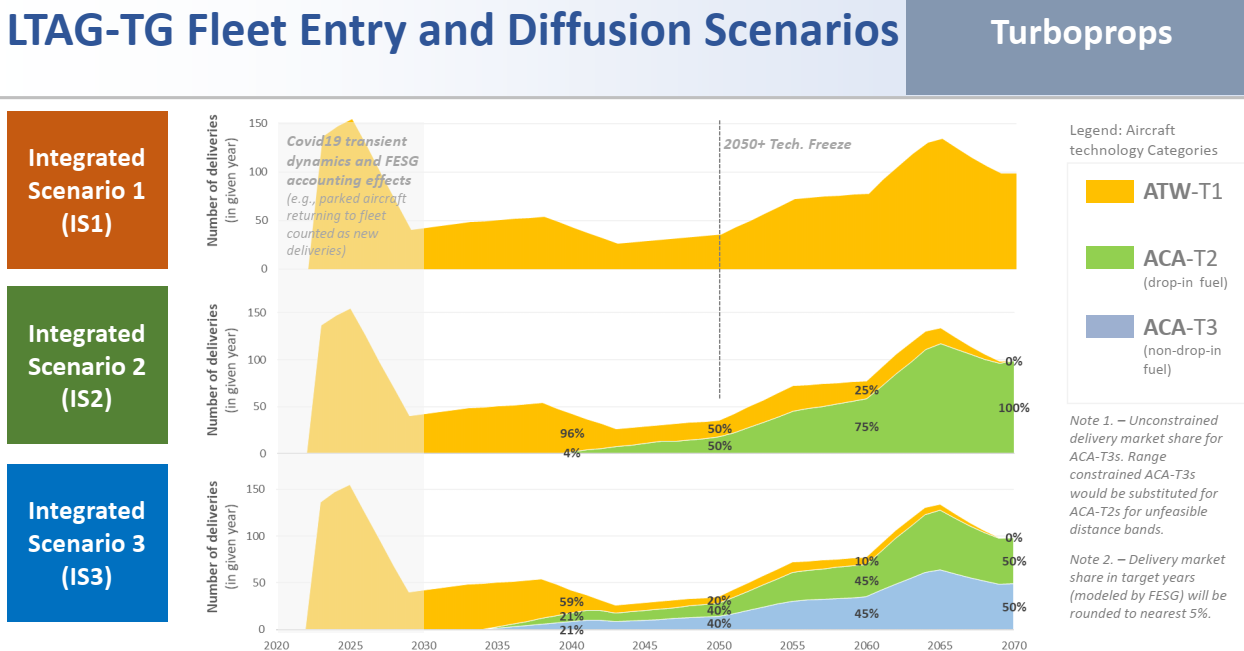 LTAG-TG Fleet Entry and Diffusion Scenarios
Turboprops
Integrated
Scenario 1
(IS1)
Number of deliveries
(in given year)
150
100
50
0
Covid19 transient
dynamics and FESG
accounting effects
(e.g., parked aircraft
returning to fleet
counted as new
deliveries)
2050+ Tech. Freeze
Integrated
Scenario 2
(IS2)
Number of deliveries
(in given year)
150
100
50
0
96%
4%
50%
50%
25%
75%
0%
100%
Integrated
Scenario 3
(IS3)
Number of deliveries
(in given year)
150
100
50
0
59%
21%
21%
20%
40%
40%
10%
45%
45%
0%
50%
50%
2020 2025 2030 2035 2040 2045 2050 2055 2060 2065 2070
Legend: Aircraft
technology Categories
ATW-T1
ACA-T2
(drop-in fuel)
ACA-T3
(non-drop-in
fuel)
Note 1. – Unconstrained
delivery market share for
ACA-T3s. Range
constrained ACA-T3s
would be substituted for
ACA-T2s for unfeasible
distance bands.
Note 2. – Delivery market
share in target years
(modeled by FESG) will be
rounded to nearest 5%.